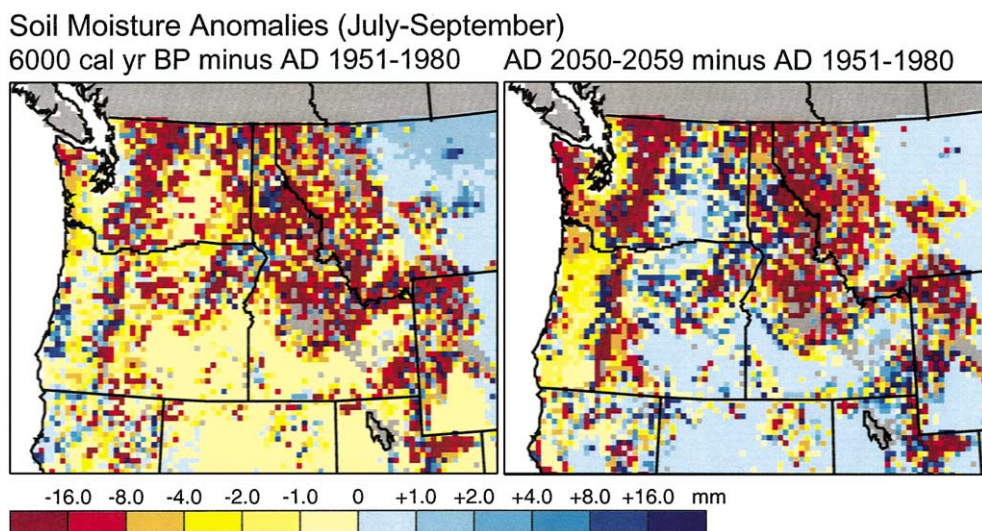 Soil Moisture Anomalies (July-September)
6000 cal yr BP minus AD 1951-1980 AD 2050-2059 minus AD 1951-1980
-16.0 -8.0 -4.0 -2.0 -1.0 0 +1.0 +2.0 +4.0 +8.0 +16.0 mm